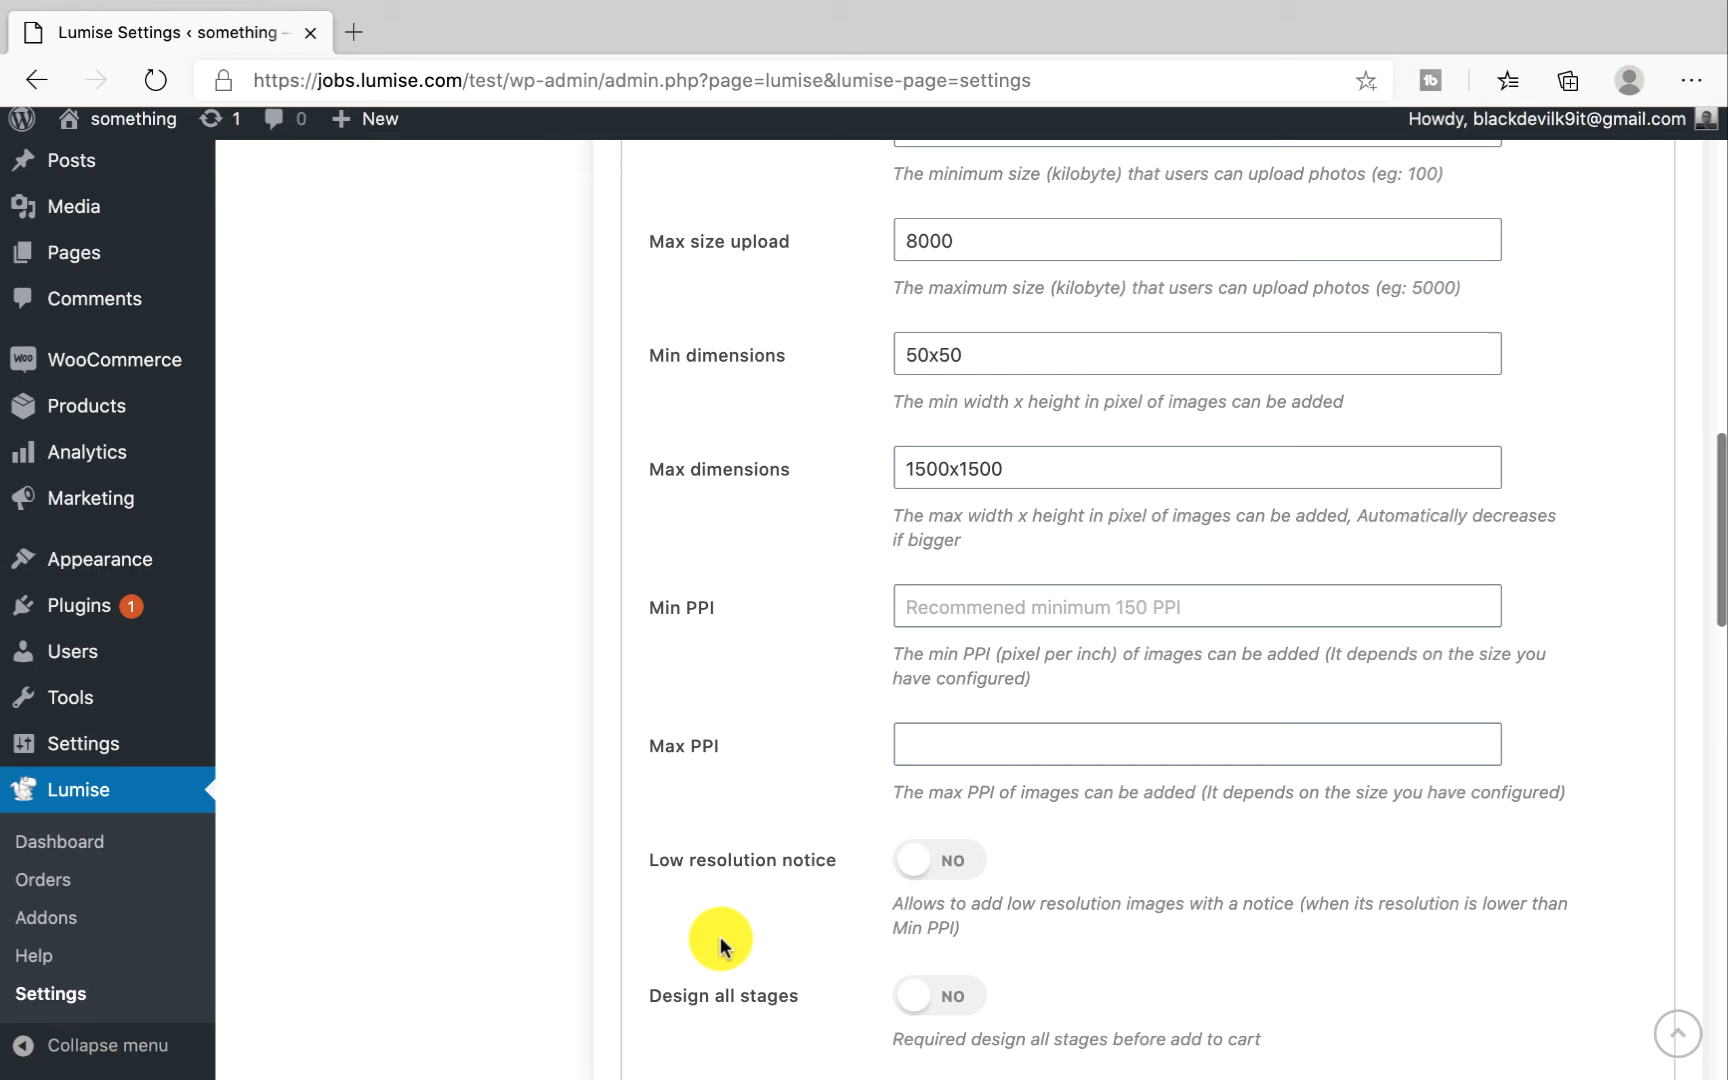 Lumise Settings ‹ something –
https://jobs.lumise.com/test/wp-admin/admin.php?page=lumise&lumise-page=settings
something 1 0 New
Howdy, blackdevilk9it@gmail.com
Posts
Media
Pages
Comments
WooCommerce
Products
Analytics
Marketing
Appearance
Plugins 1
Users
Tools
Settings
Lumise
Dashboard
Orders
Addons
Help
Settings
Collapse menu
The minimum size (kilobyte) that users can upload photos (eg: 100)
Max size upload
8000
The maximum size (kilobyte) that users can upload photos (eg: 5000)
Min dimensions
50x50
The min width x height in pixel of images can be added
Max dimensions
1500x1500
The max width x height in pixel of images can be added, Automatically decreases
if bigger
Min PPI
Recommened minimum 150 PPI
The min PPI (pixel per inch) of images can be added (It depends on the size you
have configured)
Max PPI
The max PPI of images can be added (It depends on the size you have configured)
Low resolution notice
NO
Allows to add low resolution images with a notice (when its resolution is lower than
Min PPI)
Design all stages
NO
Required design all stages before add to cart